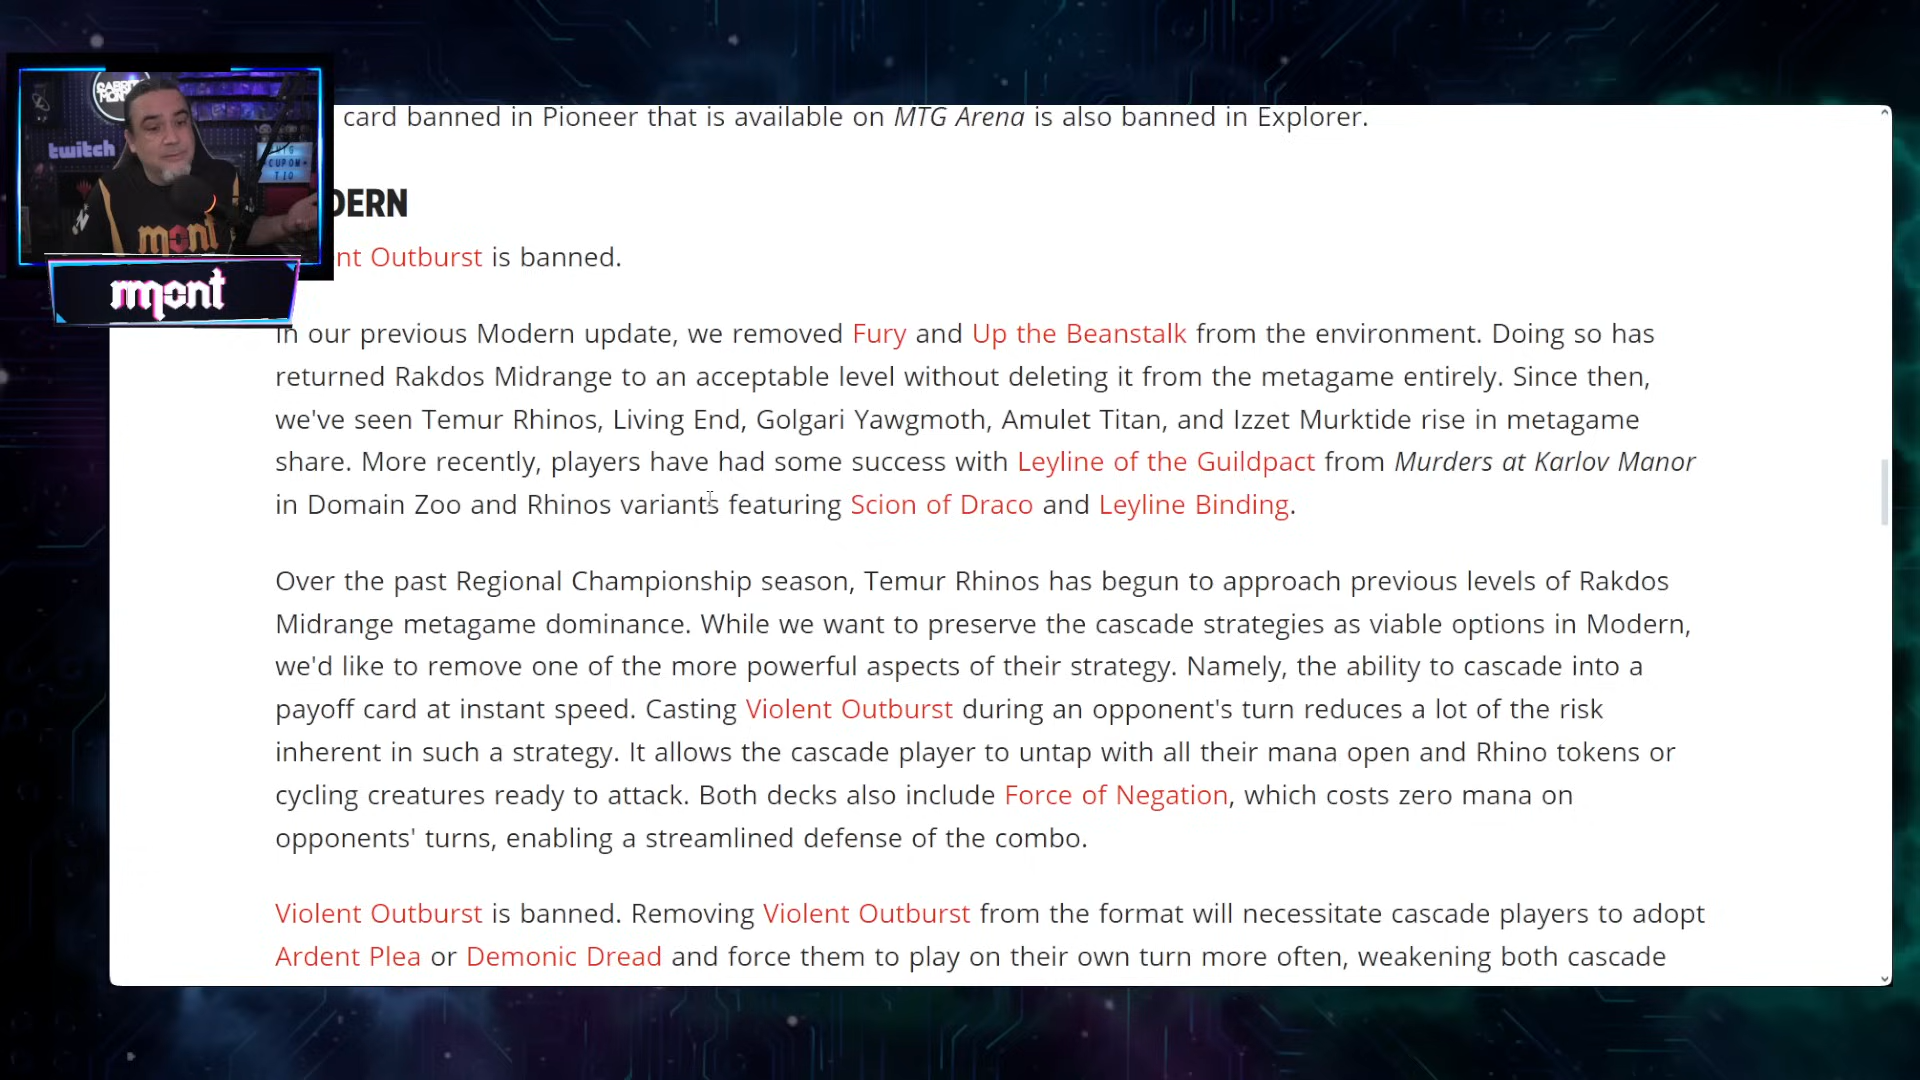 card banned in Pioneer that is available on MTG Arena is also banned in Explorer.
DERN
nt Outburst is banned.
twitch
CUPOM
T10
mont
rmont
In our previous Modern update, we removed Fury and Up the Beanstalk from the environment. Doing so has
returned Rakdos Midrange to an acceptable level without deleting it from the metagame entirely. Since then,
we've seen Temur Rhinos, Living End, Golgari Yawgmoth, Amulet Titan, and Izzet Murktide rise in metagame
share. More recently, players have had some success with Leyline of the Guildpact from Murders at Karlov Manor
in Domain Zoo and Rhinos variants featuring Scion of Draco and Leyline Binding.
Over the past Regional Championship season, Temur Rhinos has begun to approach previous levels of Rakdos
Midrange metagame dominance. While we want to preserve the cascade strategies as viable options in Modern,
we'd like to remove one of the more powerful aspects of their strategy. Namely, the ability to cascade into a
payoff card at instant speed. Casting Violent Outburst during an opponent's turn reduces a lot of the risk
inherent in such a strategy. It allows the cascade player to untap with all their mana open and Rhino tokens or
cycling creatures ready to attack. Both decks also include Force of Negation, which costs zero mana on
opponents' turns, enabling a streamlined defense of the combo.
Violent Outburst is banned. Removing Violent Outburst from the format will necessitate cascade players to adopt
Ardent Plea or Demonic Dread and force them to play on their own turn more often, weakening both cascade